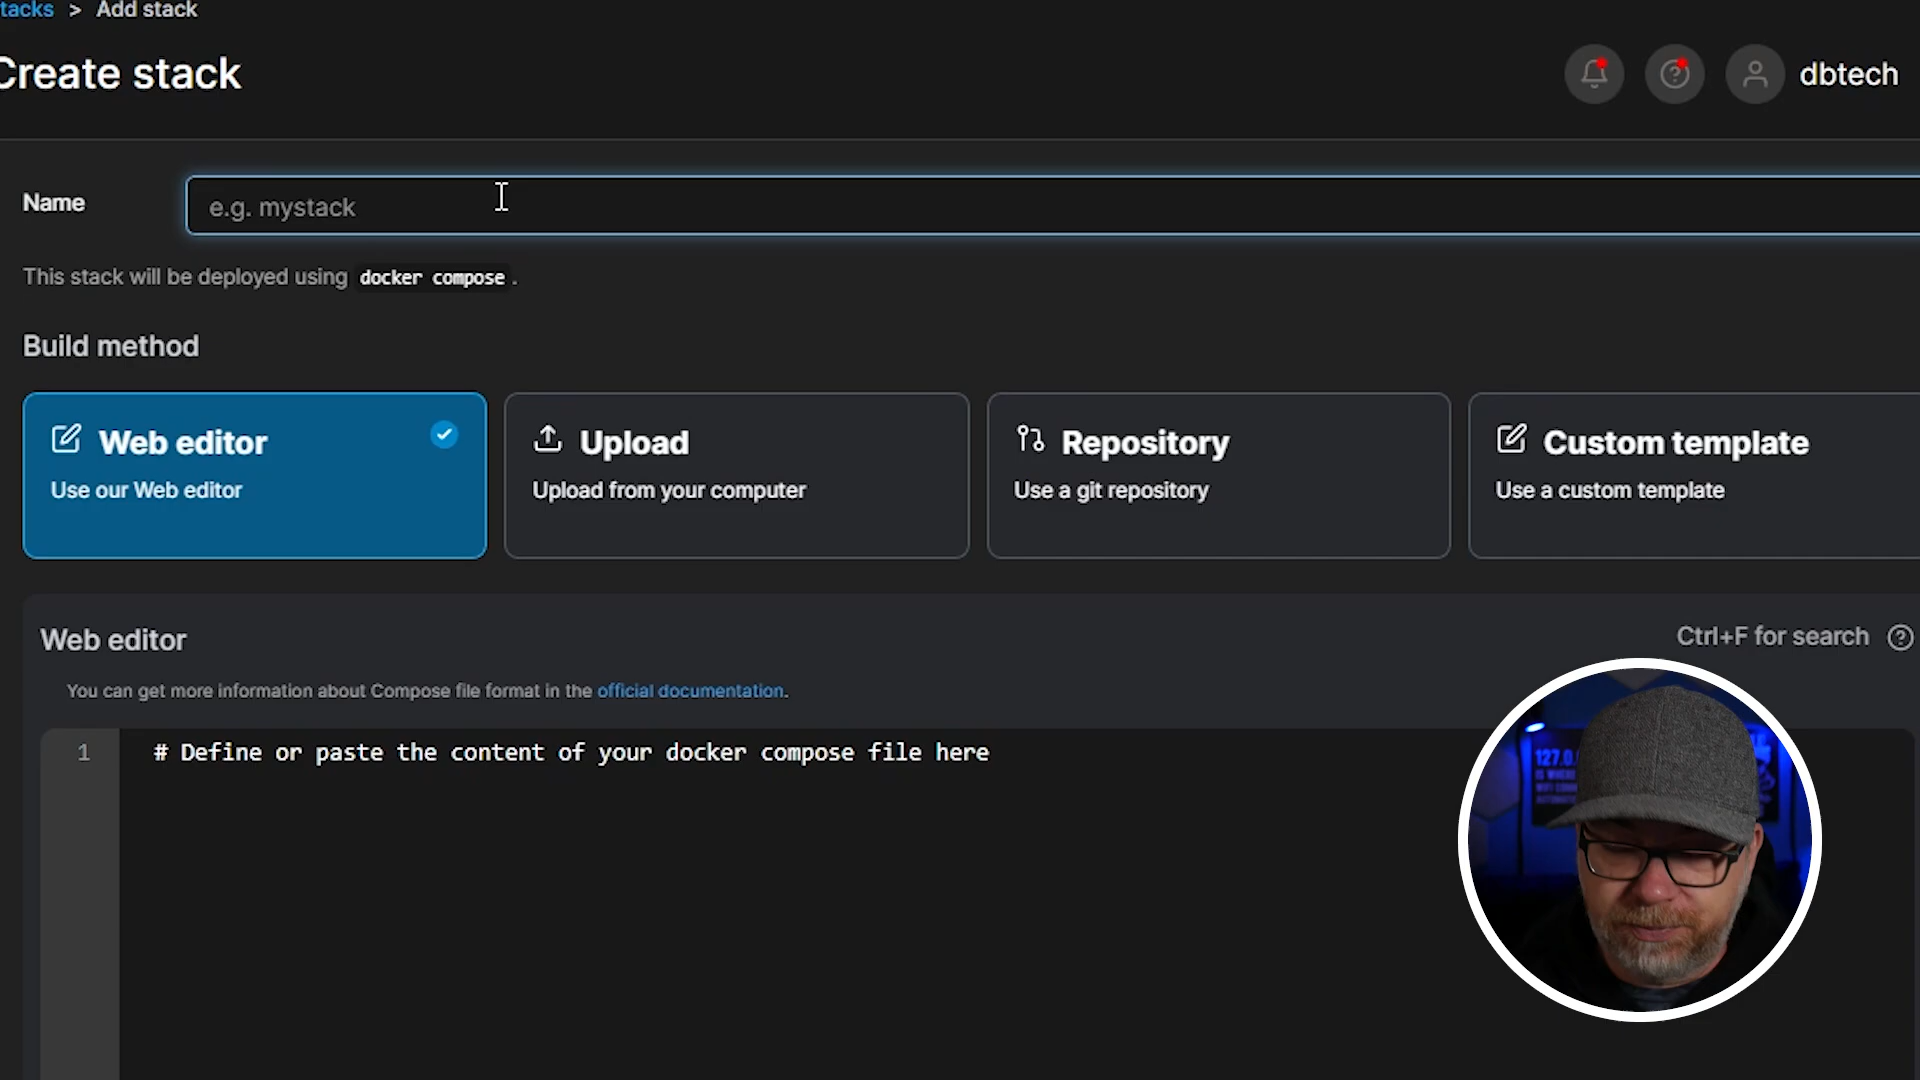 tacks > Add stack
Create stack
dbtech
Name
e.g. mystack
This stack will be deployed using docker compose .
Build method
Web editor
Use our Web editor
Upload
Upload from your computer
Repository
Use a git repository
Custom template
Use a custom template
Web editor
Ctrl+F for search
You can get more information about Compose file format in the official documentation.
1 # Define or paste the content of your docker compose file here
127.0.